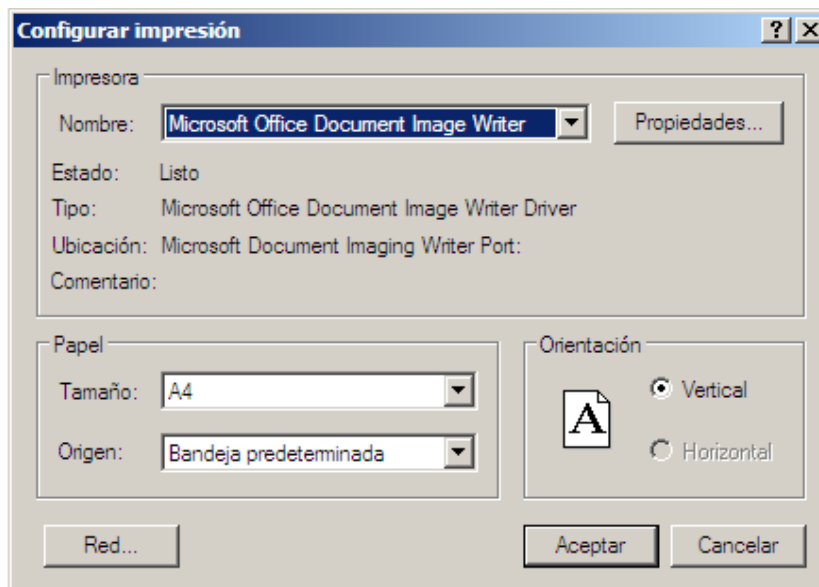 Configurar impresión
Impresora
Nombre: Microsoft Office Document Image Writer Propiedades...
Estado: Listo
Tipo: Microsoft Office Document Image Writer Driver
Ubicación: Microsoft Document Imaging Writer Port:
Comentario:
Papel
Tamaño: A4
Origen: Bandeja predeterminada
Orientación
A
Vertical
Horizontal
Red... Aceptar Cancelar